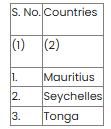 S. No. Countries
(1) (2)
1. Mauritius
2. Seychelles
3. Tonga